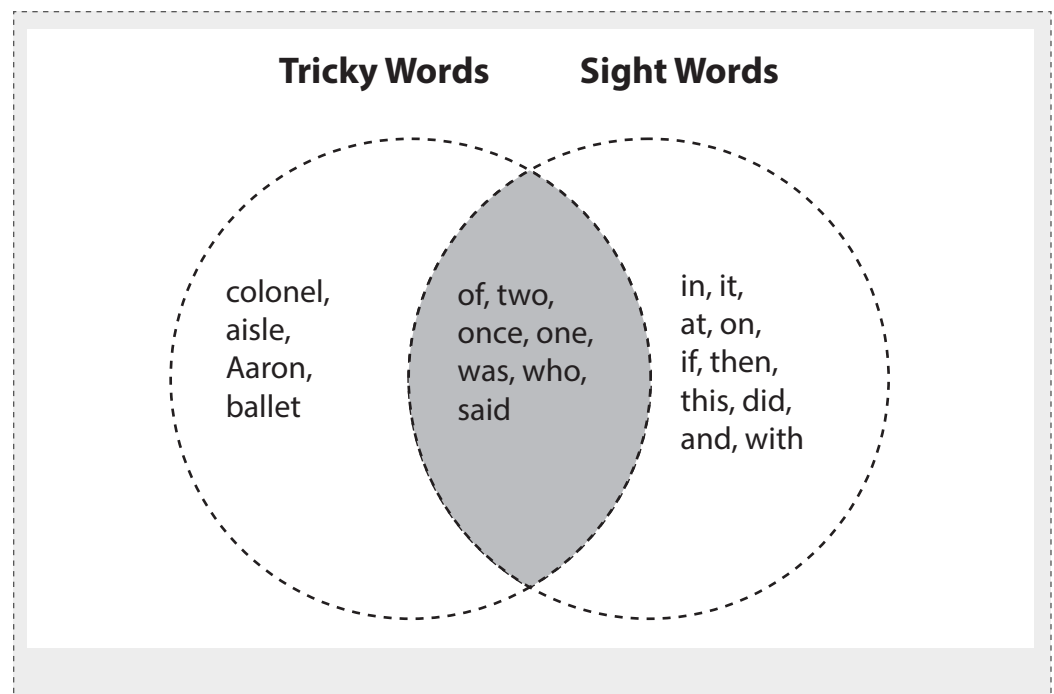 Tricky Words
Sight Words
colonel,
aisle,
Aaron,
ballet
of, two,
once, one,
was, who,
said
in, it,
at, on,
if, then,
this, did,
and, with